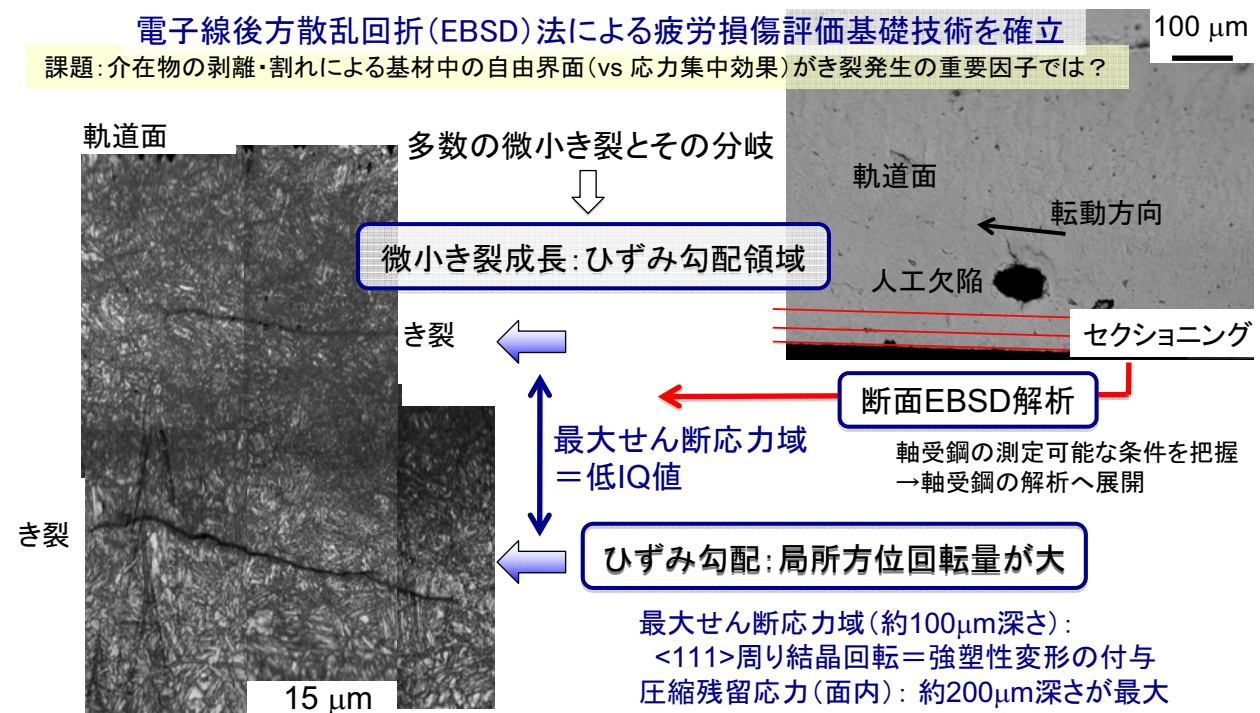 電子線後方散乱回折(EBSD)法による疲労損傷評価基礎技術を確立
課題:介在物の剥離・割れによる基材中の自由界面(vs 応力集中効果)がき裂発生の重要因子では?
100 μm
軌道面
多数の微小き裂とその分岐
軌道面
転動方向
人工欠陥
微小き裂成長:ひずみ勾配領域
き裂
セクショニング
断面EBSD解析
最大せん断応力域
=低IQ値
軸受鋼の測定可能な条件を把握
→軸受鋼の解析へ展開
き裂
ひずみ勾配:局所方位回転量が大
最大せん断応力域(約100μm深さ):
<111>周り結晶回転=強塑性変形の付与
圧縮残留応力(面内): 約200μm深さが最大
15 μm